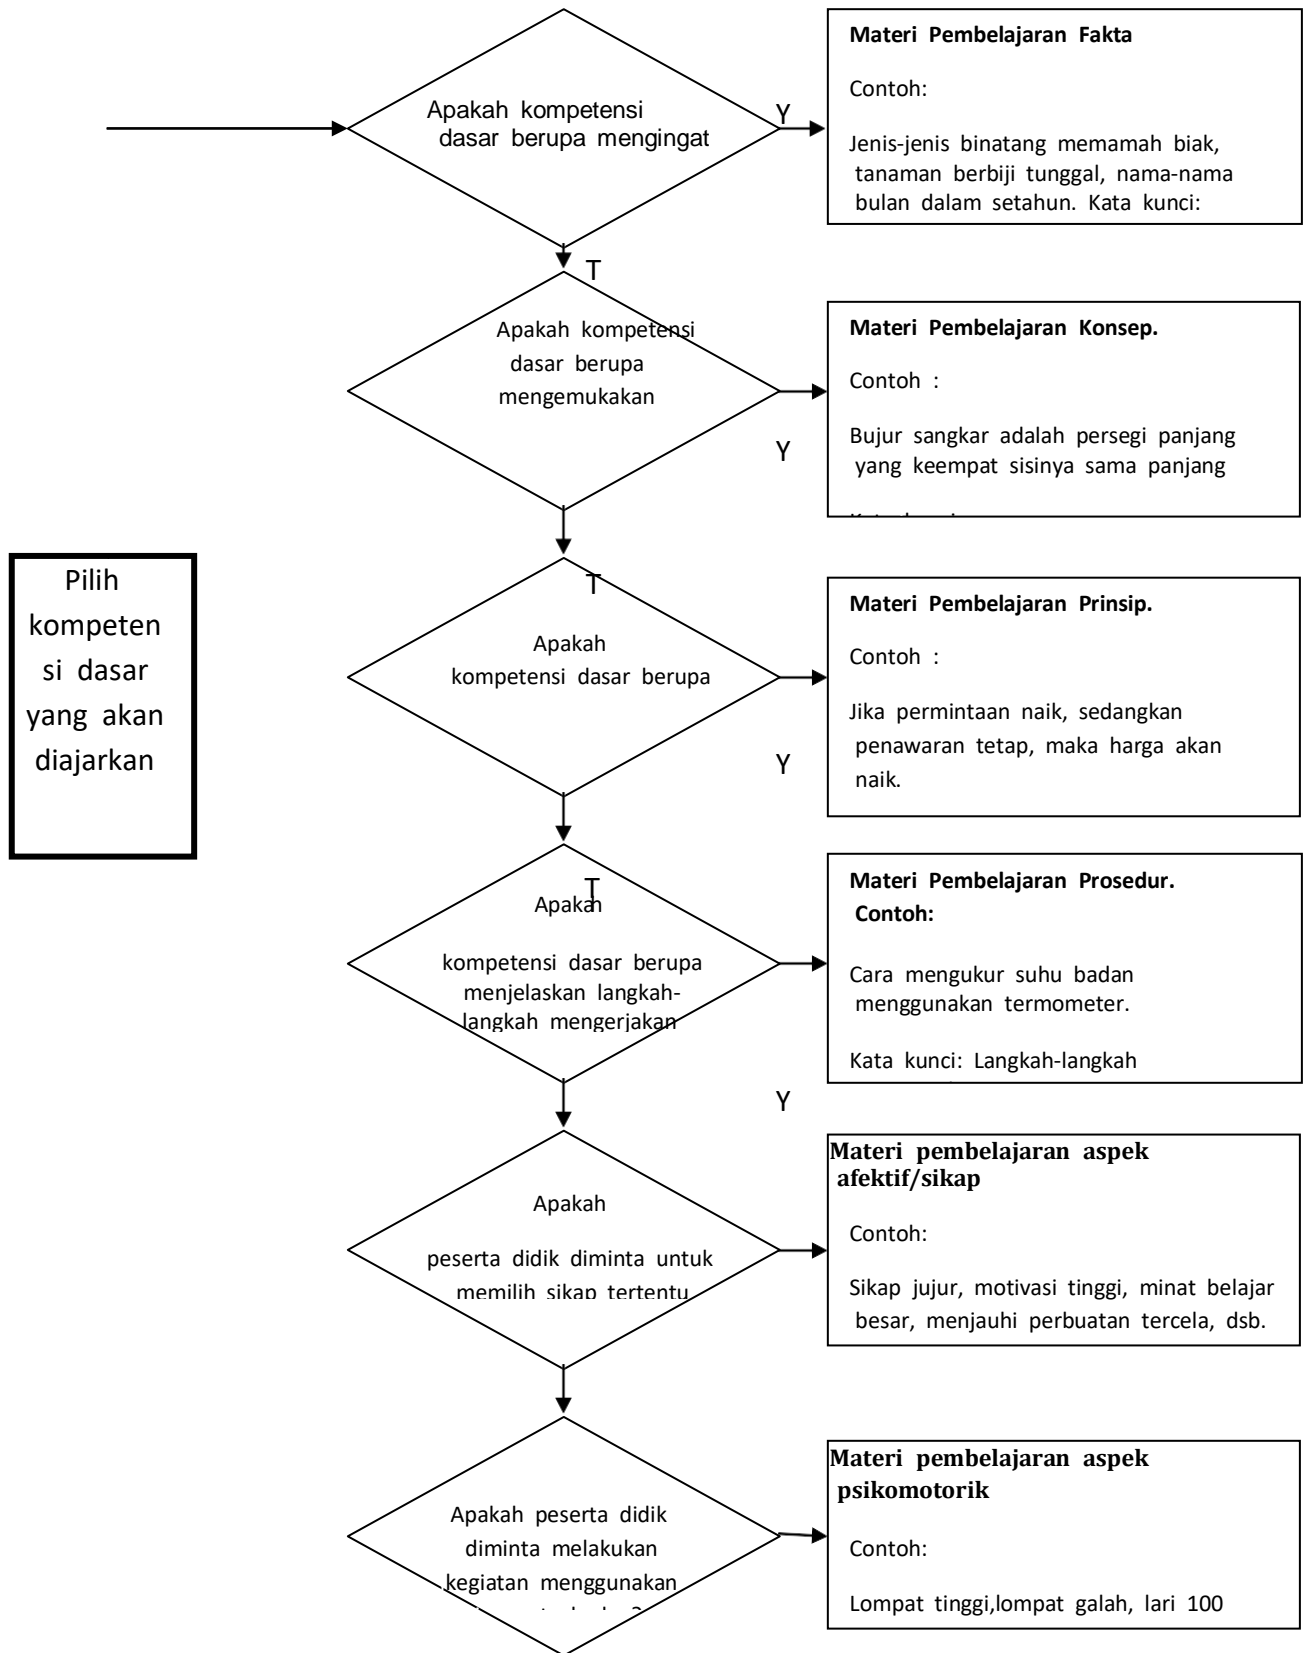 Apakah kompetensi
dasar berupa mengingat
Y
Materi Pembelajaran Fakta
Contoh:
Jenis-jenis binatang memamah biak,
tanaman berbiji tunggal, nama-nama
bulan dalam setahun. Kata kunci:
T
Apakah kompetensi
dasar berupa
mengemukakan
Y
Materi Pembelajaran Konsep.
Contoh :
Bujur sangkar adalah persegi panjang
yang keempat sisinya sama panjang
Pilih
kompeten
si dasar
yang akan
diajarkan
T
Apakah
kompetensi dasar berupa
Y
Materi Pembelajaran Prinsip.
Contoh :
Jika permintaan naik, sedangkan
penawaran tetap, maka harga akan
naik.
T
Apakah
kompetensi dasar berupa
menjelaskan langkah-
langkah mengerjakan
Y
Materi Pembelajaran Prosedur.
Contoh:
Cara mengukur suhu badan
menggunakan termometer.
Kata kunci: Langkah-langkah
Apakah
peserta didik diminta untuk
memilih sikap tertentu
Materi pembelajaran aspek
afektif/sikap
Contoh:
Sikap jujur, motivasi tinggi, minat belajar
besar, menjauhi perbuatan tercela, dsb.
Apakah peserta didik
diminta melakukan
kegiatan menggunakan
Materi pembelajaran aspek
psikomotorik
Contoh:
Lompat tinggi,lompat galah, lari 100